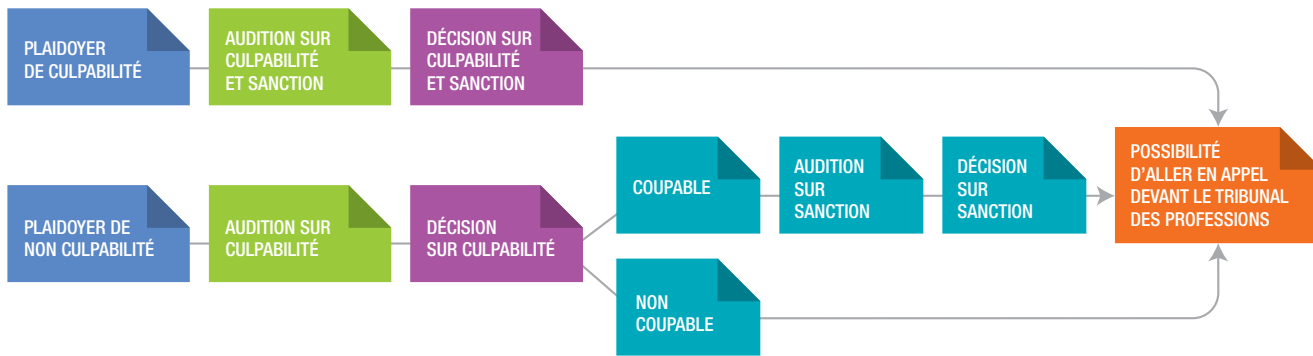 PLAIDOYER
DE CULPABILITÉ
AUDITION SUR
CULPABILITÉ
ET SANCTION
DÉCISION SUR
CULPABILITÉ
ET SANCTION
PLAIDOYER DE
NON CULPABILITÉ
AUDITION SUR
CULPABILITÉ
DÉCISION
SUR CULPABILITÉ
COUPABLE
AUDITION
SUR
SANCTION
DÉCISION
SUR
SANCTION
NON
COUPABLE
POSSIBILITÉ
D'ALLER EN APPEL
DEVANT LE TRIBUNAL
DES PROFESSIONS